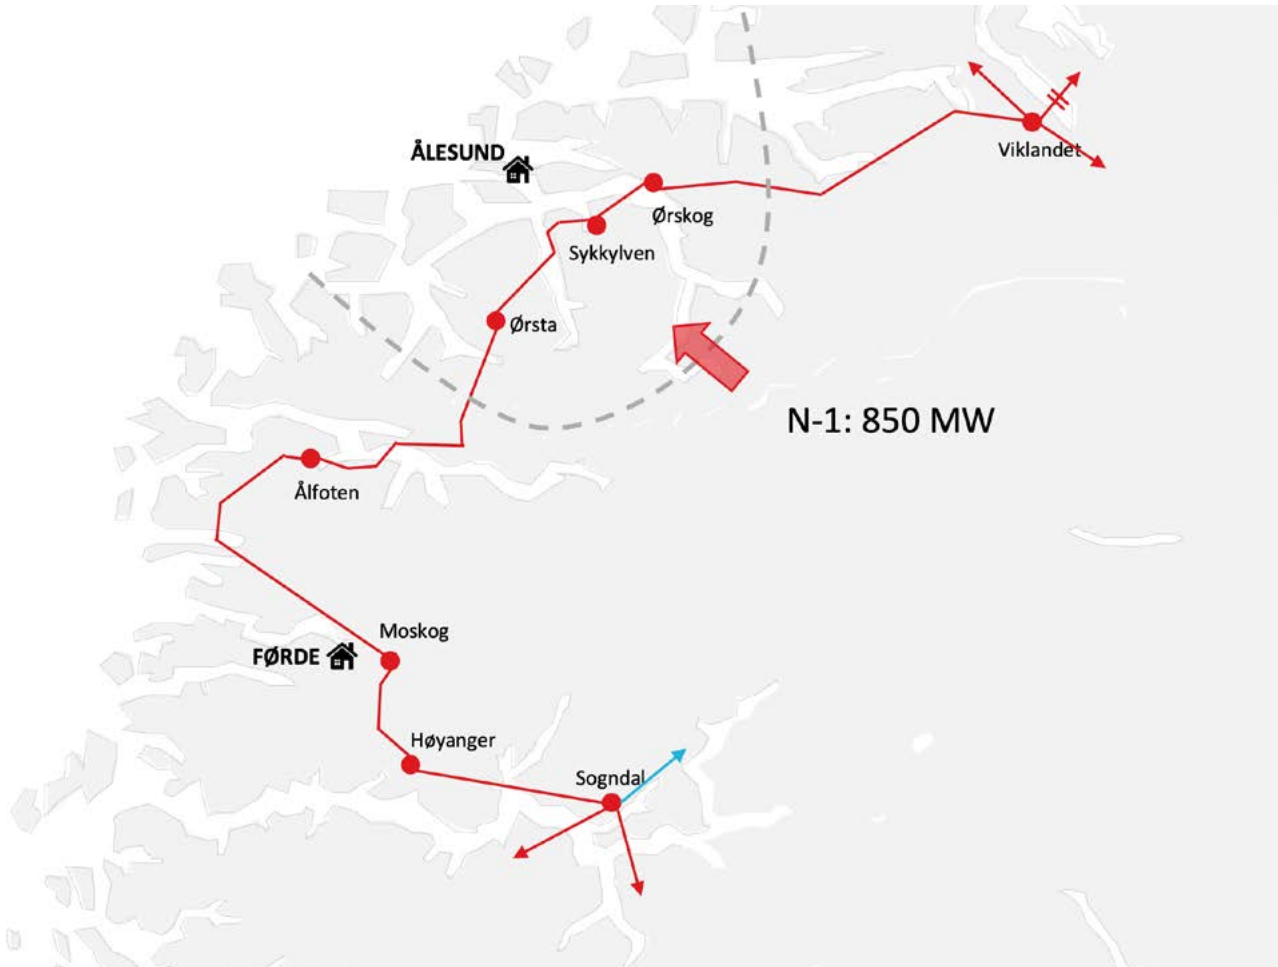 ÅLESUND
Viklandet
Ørskog
Sykkylven
Ørsta
N-1: 850 MW
Ålfoten
Moskog
FØRDE
Høyanger
Sogndal